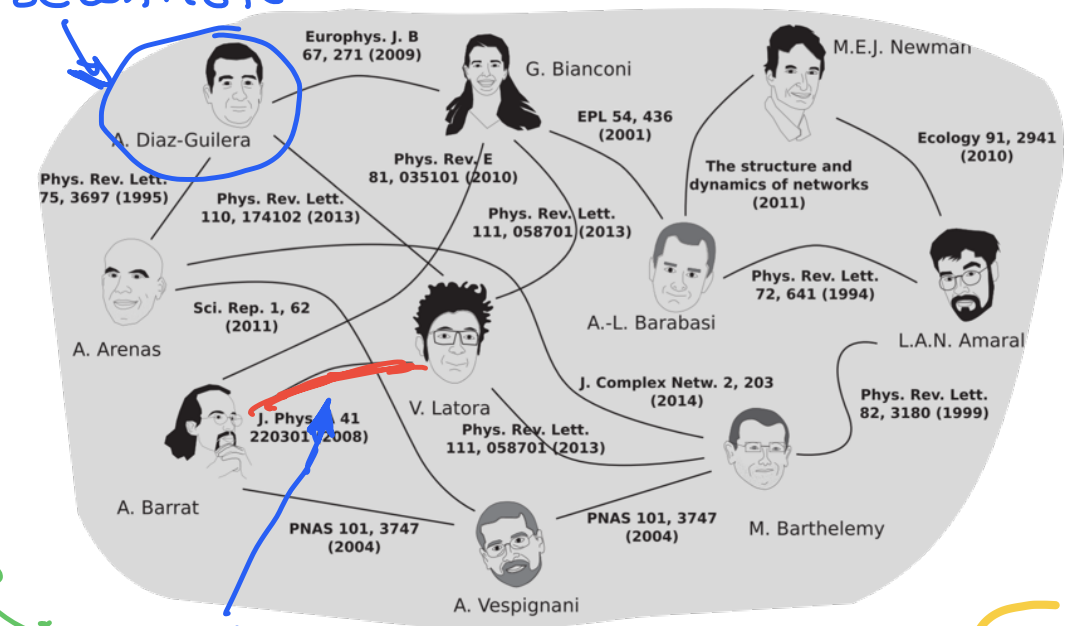 Europhys. J. B
67, 271 (2009)
M.E.J. Newman
G. Bianconi
EPL 54, 436
(2001)
A. Diaz-Guilera
Ecology 91, 2941
(2010)
Phys. Rev. E
81, 035101 (2010)
The structure and
dynamics of networks
(2011)
Phys. Rev. Lett.
75, 3697 (1995)
Phys. Rev. Lett.
110, 174102 (2013)
Phys. Rev. Lett.
111, 058701 (2013)
Phys. Rev. Lett.
72, 641 (1994)
Sci. Rep. 1, 62
(2011)
A.-L. Barabasi
L.A.N. Amaral
A. Arenas
J. Complex Netw. 2, 203
(2014)
Phys. Rev. Lett.
82, 3180 (1999)
V. Latora
J. Phys. 41
220301 (2008)
Phys. Rev. Lett.
111, 058701 (2013)
A. Barrat
PNAS 101, 3747
(2004)
PNAS 101, 3747
(2004)
M. Barthelemy
A. Vespignani